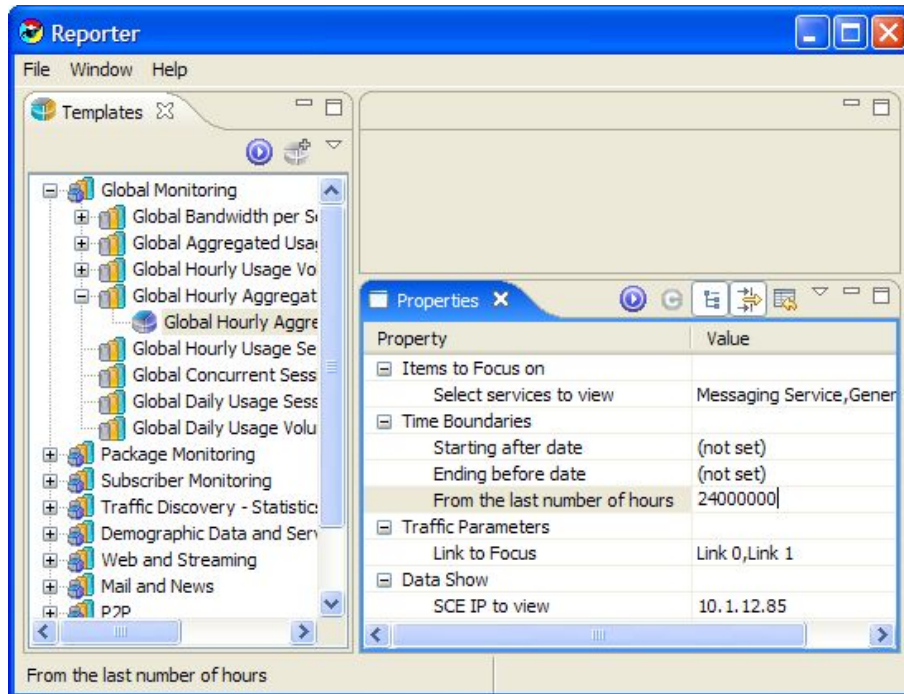 Reporter
File Window Help
Templates
Global Monitoring
Global Bandwidth per S
Global Aggregated Usa
Global Hourly Usage Vo
Global Hourly Aggregat
Global Hourly Aggre
Global Hourly Usage Se
Global Concurrent Sess
Global Daily Usage Sess
Global Daily Usage Volu
Package Monitoring
Subscriber Monitoring
Traffic Discovery - Statistic
Demographic Data and Serv
Web and Streaming
Mail and News
P2P
Properties
Property Value
Items to Focus on
Select services to view Messaging Service,Gener
Time Boundaries
Starting after date (not set)
Ending before date (not set)
From the last number of hours 24000000
Traffic Parameters
Link to Focus Link 0,Link 1
Data Show
SCE IP to view 10.1.12.85
From the last number of hours